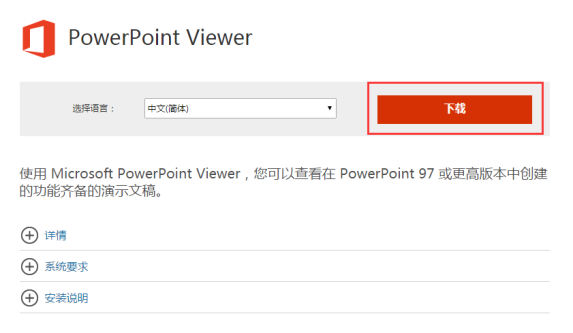 PowerPoint Viewer
选择语言： 中文(简体) 下载
使用 Microsoft PowerPoint Viewer，您可以查看在 PowerPoint 97 或更高版本中创建
的功能齐备的演示文稿。
详情
系统要求
安装说明